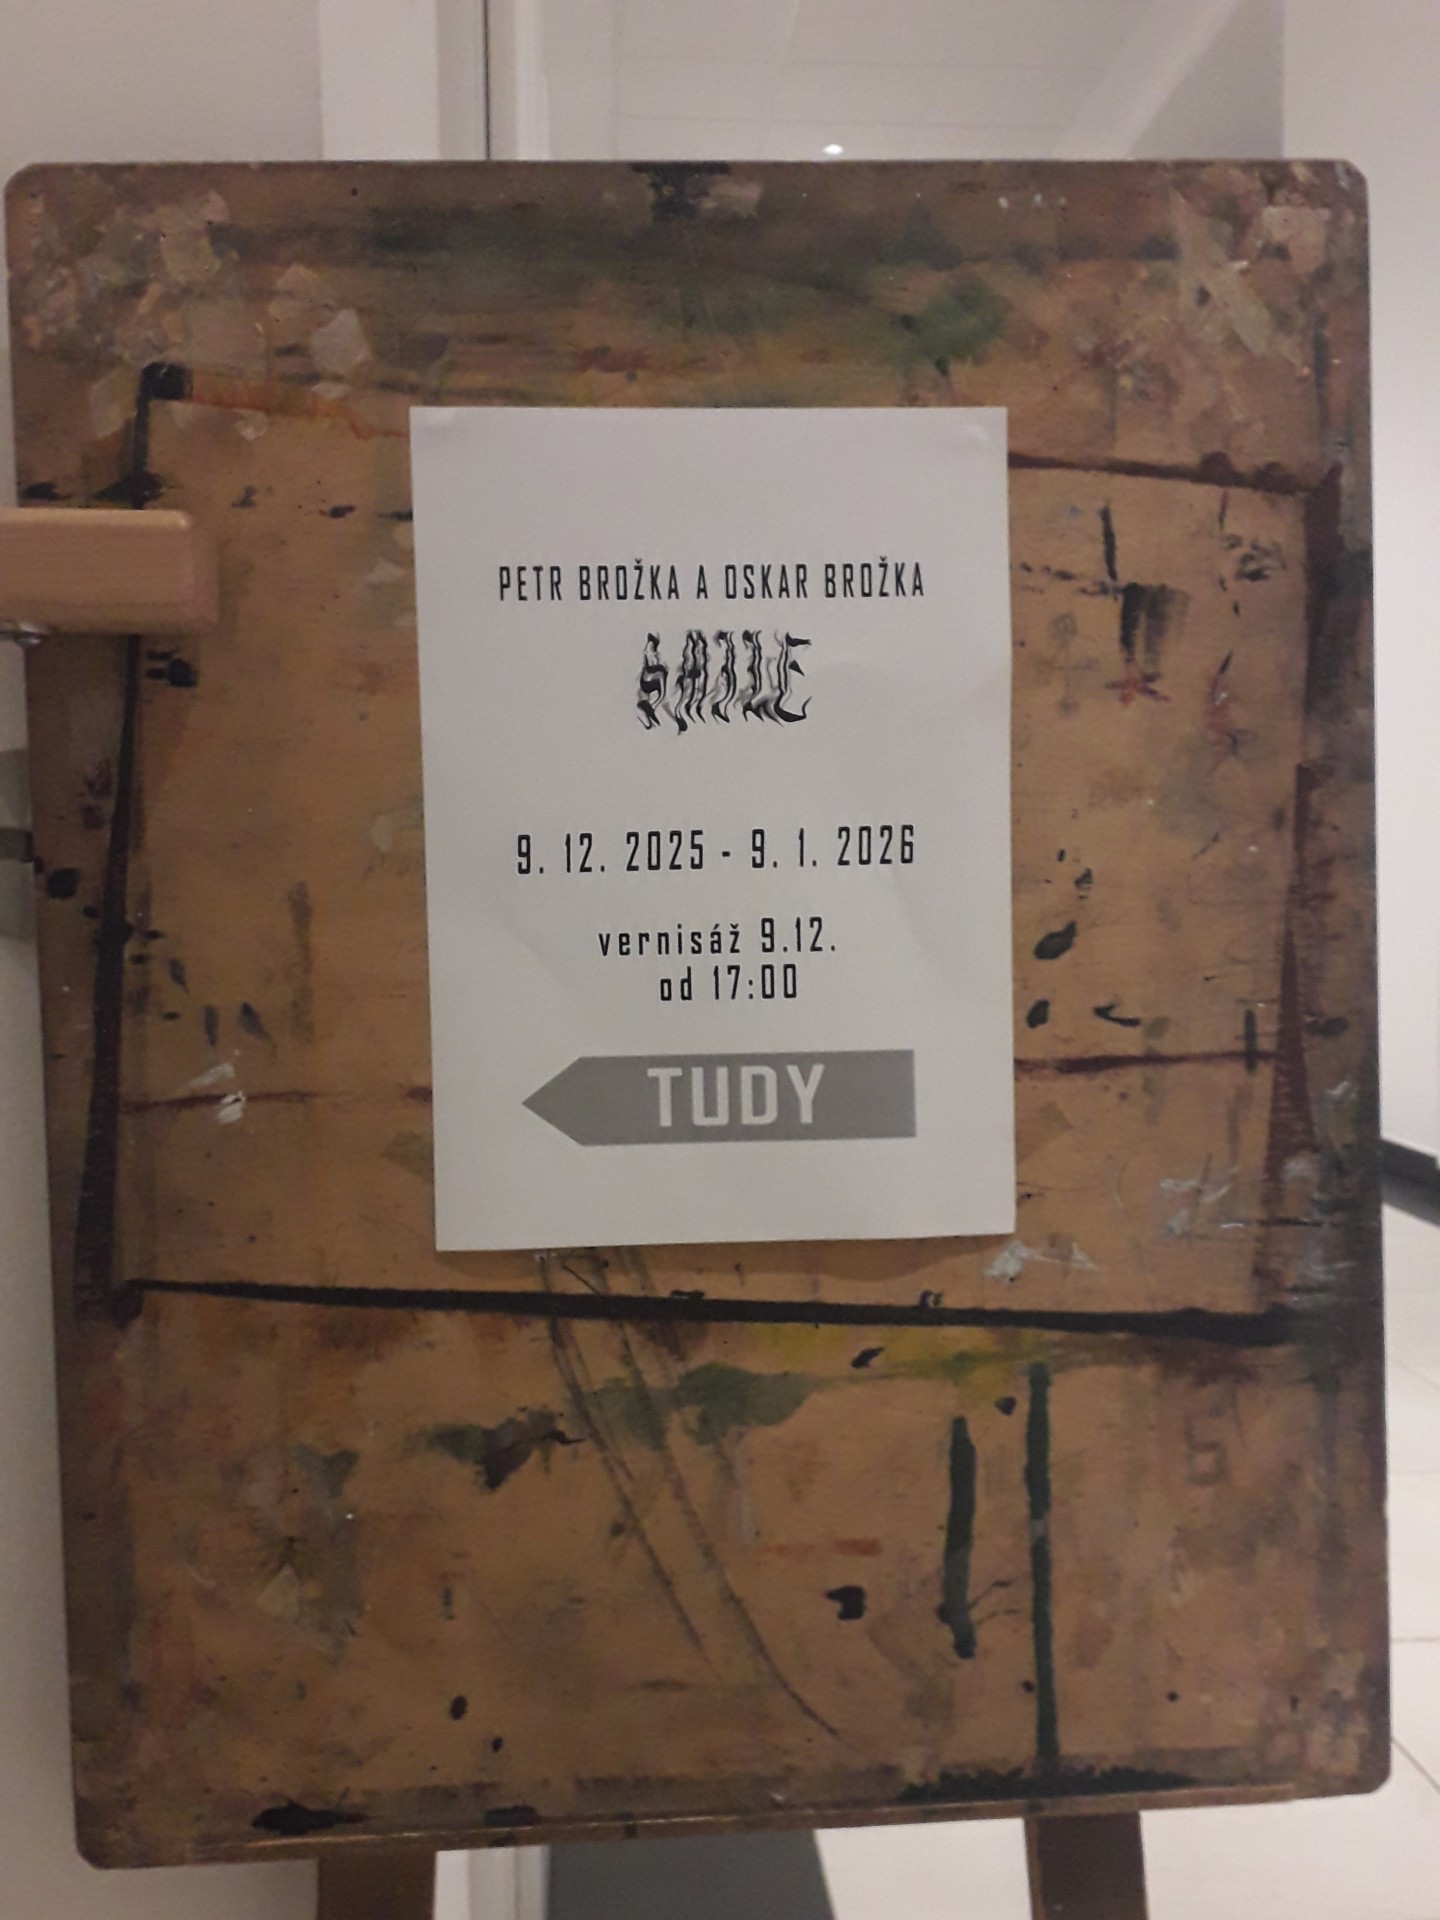 PETR BROŽKA A OSKAR BROŽKA
SMILE
9. 12. 2025 - 9. 1. 2026
vernisáž 9.12.
od 17:00
TUDY